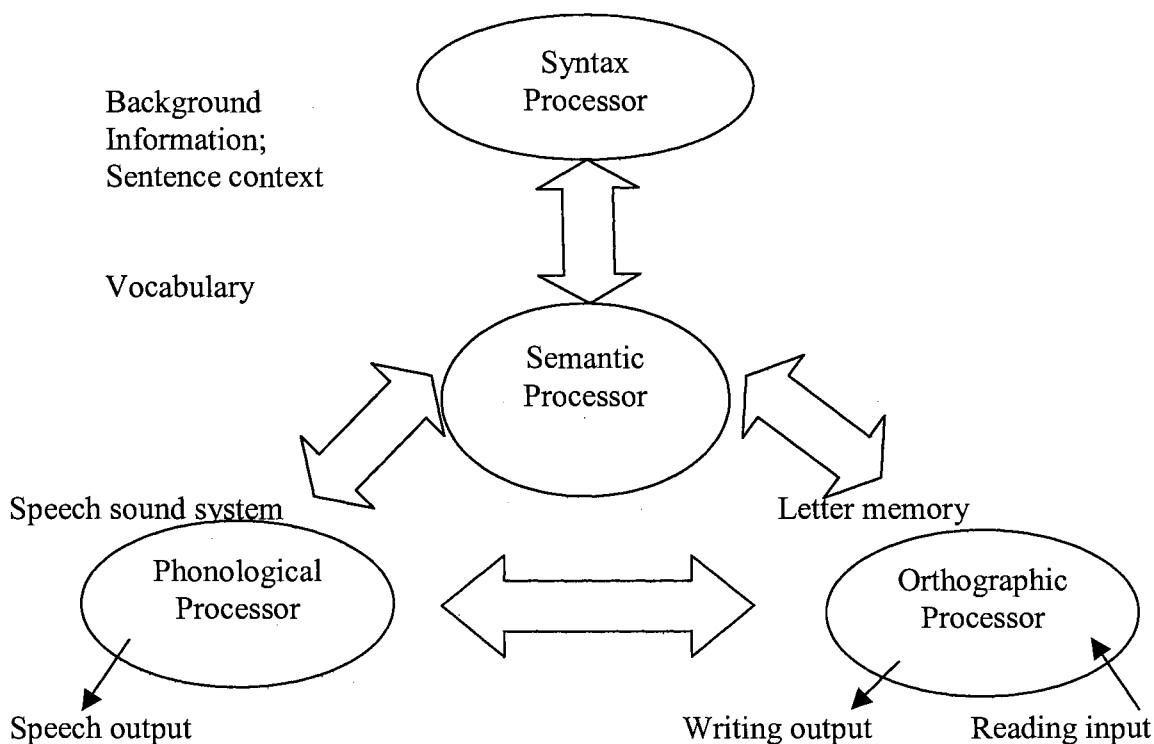 Syntax
Processor
Background
Information;
Sentence context
Vocabulary
Semantic
Processor
Speech sound system
Letter memory
Phonological
Processor
Orthographic
Processor
Speech output
Writing output
Reading input